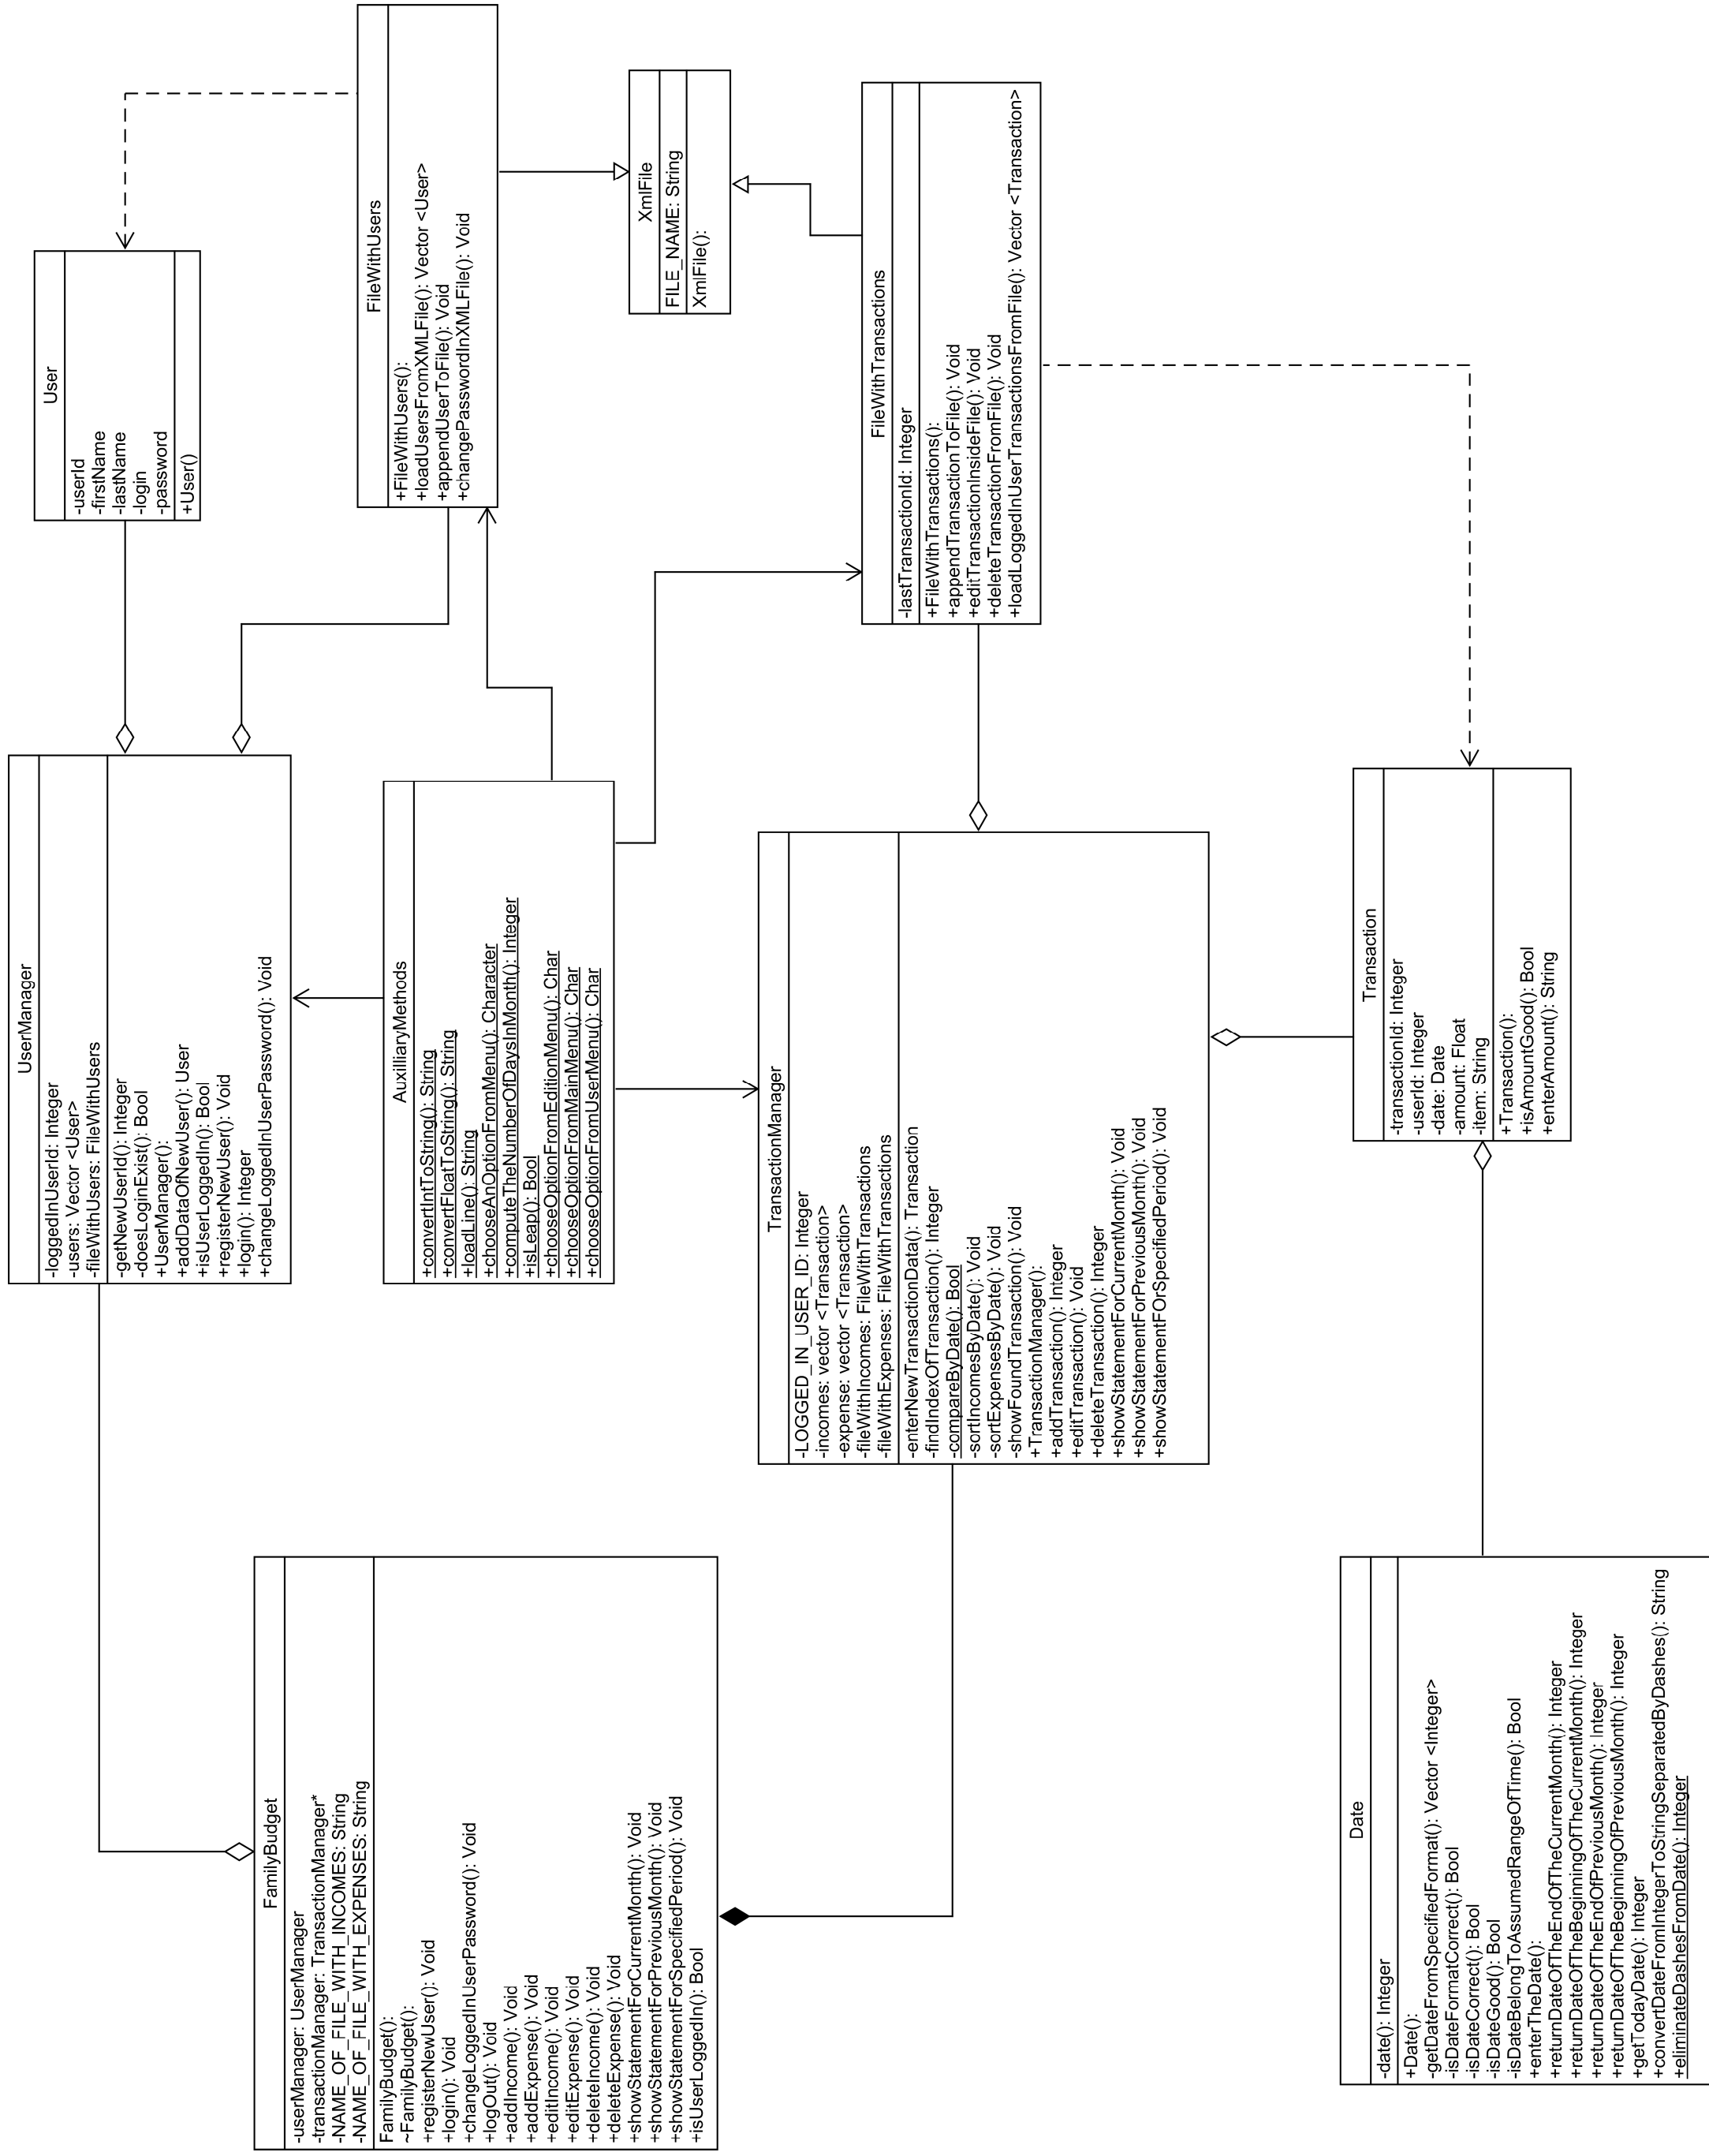 User
-userId
-firstName
-lastName
-login
-password
+User()
FileWithUsers
+FileWithUsers():
+loadUsersFromXMLFile(): Vector <User>
+appendUserToFile(): Void
+changePasswordInXMLFile(): Void
XmlFile
FILE_NAME: String
XmlFile():
FileWithTransactions
-lastTransactionId: Integer
+FileWithTransactions():
+appendTransactionToFile(): Void
+editTransactionInsideFile(): Void
+deleteTransactionFromFile(): Void
+loadLoggedInUserTransactionsFromFile(): Vector <Transaction>
UserManager
-loggedInUserId: Integer
-users: Vector <User>
-fileWithUsers: FileWithUsers
-getNewUserId(): Integer
-doesLoginExist(): Bool
+UserManager():
+addDataOfNewUser(): User
+isUserLoggedIn(): Bool
+registerNewUser(): Void
+login(): Integer
+changeLoggedInUserPassword(): Void
AuxilliaryMethods
+convertIntToString(): String
+convertFloatToString(): String
+loadLine(): String
+chooseAnOptionFromMenu(): Character
+computeTheNumberOfDaysInMonth(): Integer
+isLeap(): Bool
+chooseOptionFromEditionMenu(): Char
+chooseOptionFromMainMenu(): Char
+chooseOptionFromUserMenu(): Char
TransactionManager
-LOGGED_IN_USER_ID: Integer
-incomes: vector <Transaction>
-expense: vector <Transaction>
-fileWithIncomes: FileWithTransactions
-fileWithExpenses: FileWithTransactions
-enterNewTransactionData(): Transaction
-findIndexOfTransaction(): Integer
-compareByDate(): Bool
-sortIncomesByDate(): Void
-sortExpensesByDate(): Void
-showFoundTransaction(): Void
+TransactionManager():
+addTransaction(): Integer
+editTransaction(): Void
+deleteTransaction(): Integer
+showStatementForCurrentMonth(): Void
+showStatementForPreviousMonth(): Void
+showStatementFOrSpecifiedPeriod(): Void
Transaction
-transactionId: Integer
-userId: Integer
-date: Date
-amount: Float
-item: String
+Transaction():
+isAmountGood(): Bool
+enterAmount(): String
FamilyBudget
-userManager: UserManager
-transactionManager: TransactionManager*
-NAME_OF_FILE_WITH_INCOMES: String
-NAME_OF_FILE_WITH_EXPENSES: String
FamilyBudget():
~FamilyBudget():
+registerNewUser(): Void
+login(): Void
+changeLoggedInUserPassword(): Void
+logOut(): Void
+addIncome(): Void
+addExpense(): Void
+editIncome(): Void
+editExpense(): Void
+deleteIncome(): Void
+deleteExpense(): Void
+showStatementForCurrentMonth(): Void
+showStatementForPreviousMonth(): Void
+showStatementForSpecifiedPeriod(): Void
+isUserLoggedIn(): Bool
Date
-date(): Integer
+Date():
-getDateFromSpecifiedFormat(): Vector <Integer>
-isDateFormatCorrect(): Bool
-isDateCorrect(): Bool
-isDateGood(): Bool
-isDateBelongToAssumedRangeOfTime(): Bool
+enterTheDate():
+returnDateOfTheEndOfTheCurrentMonth(): Integer
+returnDateOfTheBeginningOfTheCurrentMonth(): Integer
+returnDateOfTheEndOfPreviousMonth(): Integer
+returnDateOfTheBeginningOfPreviousMonth(): Integer
+getTodayDate(): Integer
+convertDateFromIntegerToStringSeparatedByDashes(): String
+eliminateDashesFromDate(): Integer